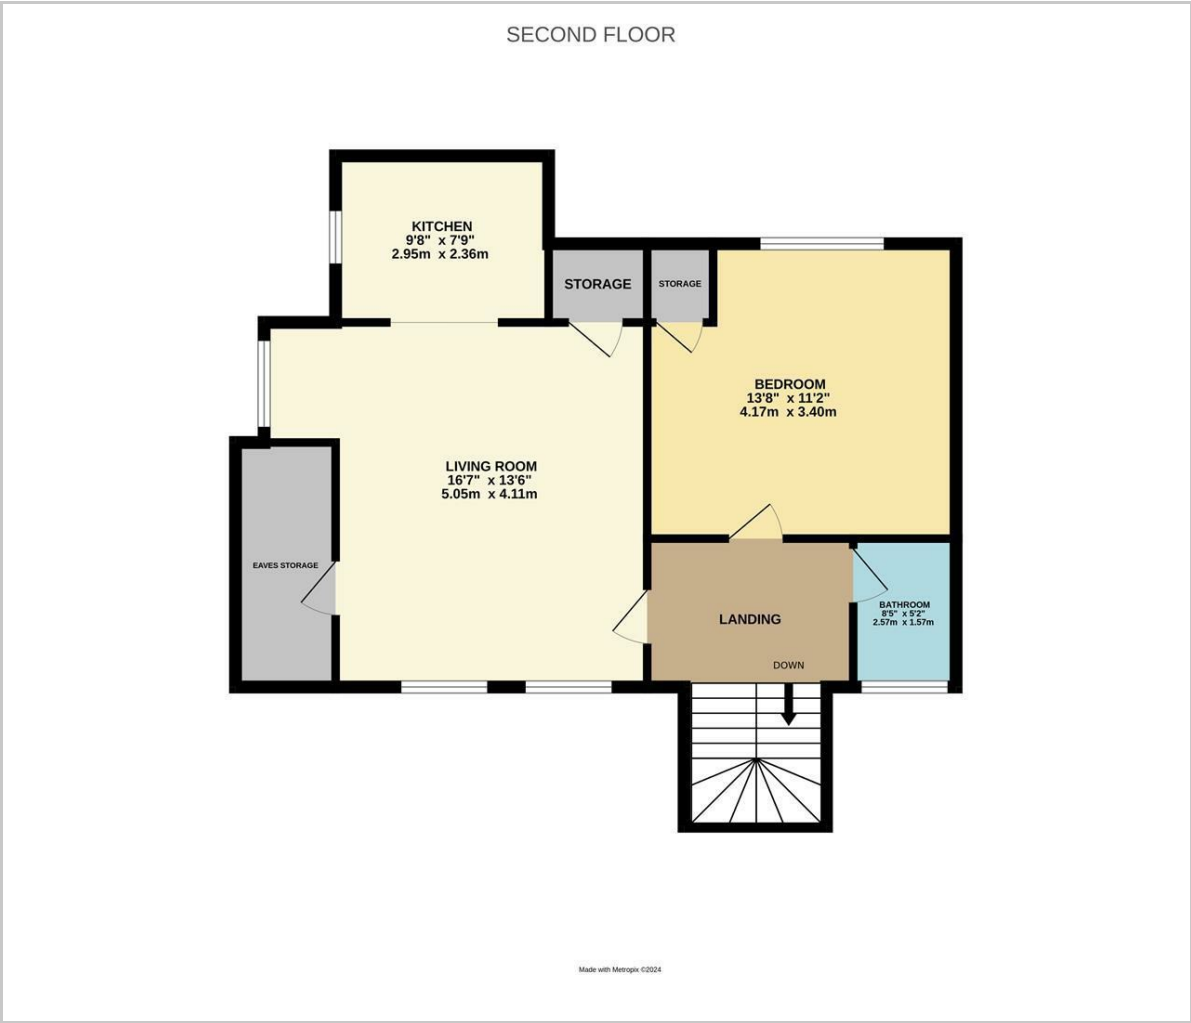 SECOND FLOOR
KITCHEN
9'8" x 7'9"
2.95m x 2.36m
STORAGE
STORAGE
BEDROOM
13'8" x 11'2"
4.17m x 3.40m
LIVING ROOM
16'7" x 13'6"
5.05m x 4.11m
EAVES STORAGE
LANDING
BATHROOM
8'5" x 5'2"
2.57m x 1.57m
DOWN
Made with Metropix ©2024